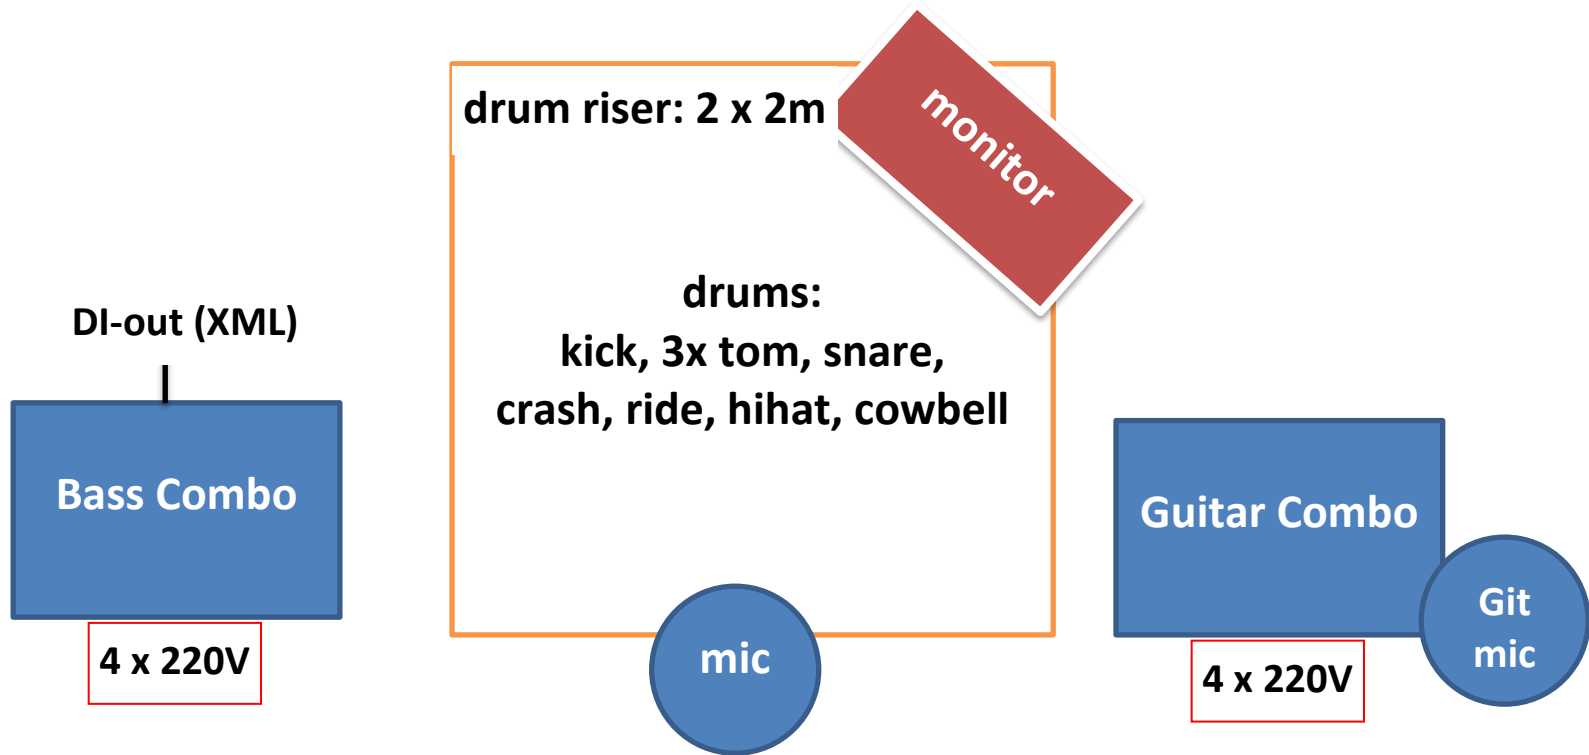 drum riser: 2 x 2m
monitor
drums:
kick, 3x tom, snare,
crash, ride, hihat, cowbell
DI-out (XML)
Bass Combo
4 x 220V
mic
Guitar Combo
4 x 220V
Git
mic